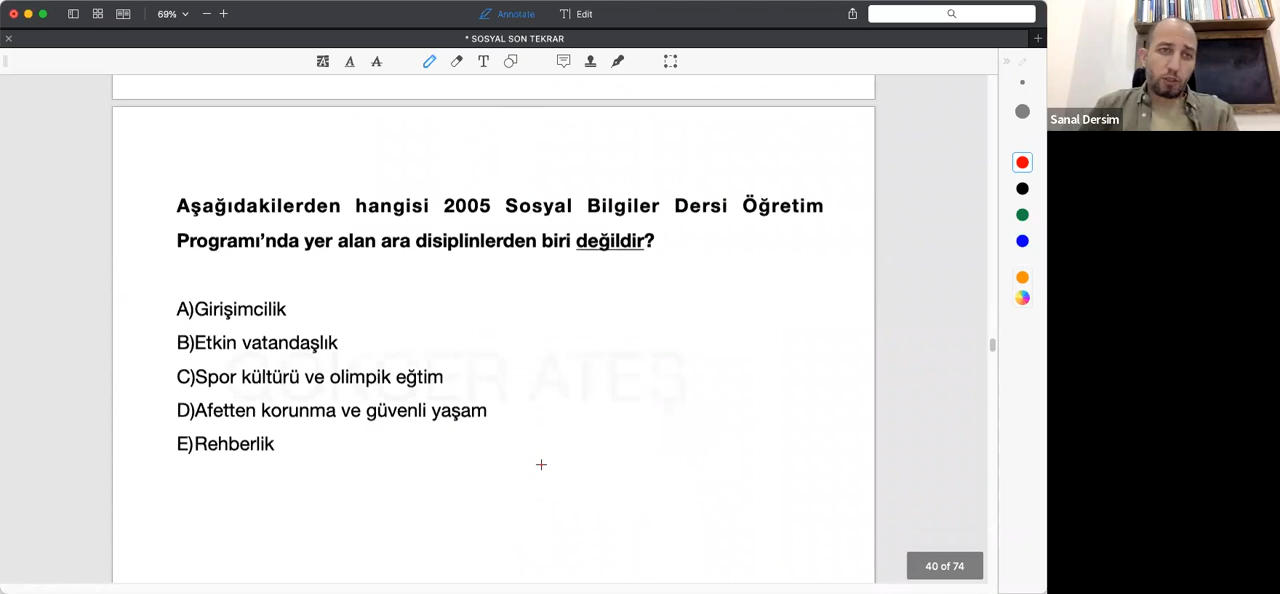 69%
Annotate
Edit
* SOSYAL SON TEKRAR
Sanal Dersim
Aşağıdakilerden hangisi 2005 Sosyal Bilgiler Dersi Öğretim
Programı'nda yer alan ara disiplinlerden biri değildir?
A)Girişimcilik
B)Etkin vatandaşlık
C)Spor kültürü ve olimpik eğtim
D)Afetten korunma ve güvenli yaşam
E)Rehberlik
ATEŞ
40 of 74